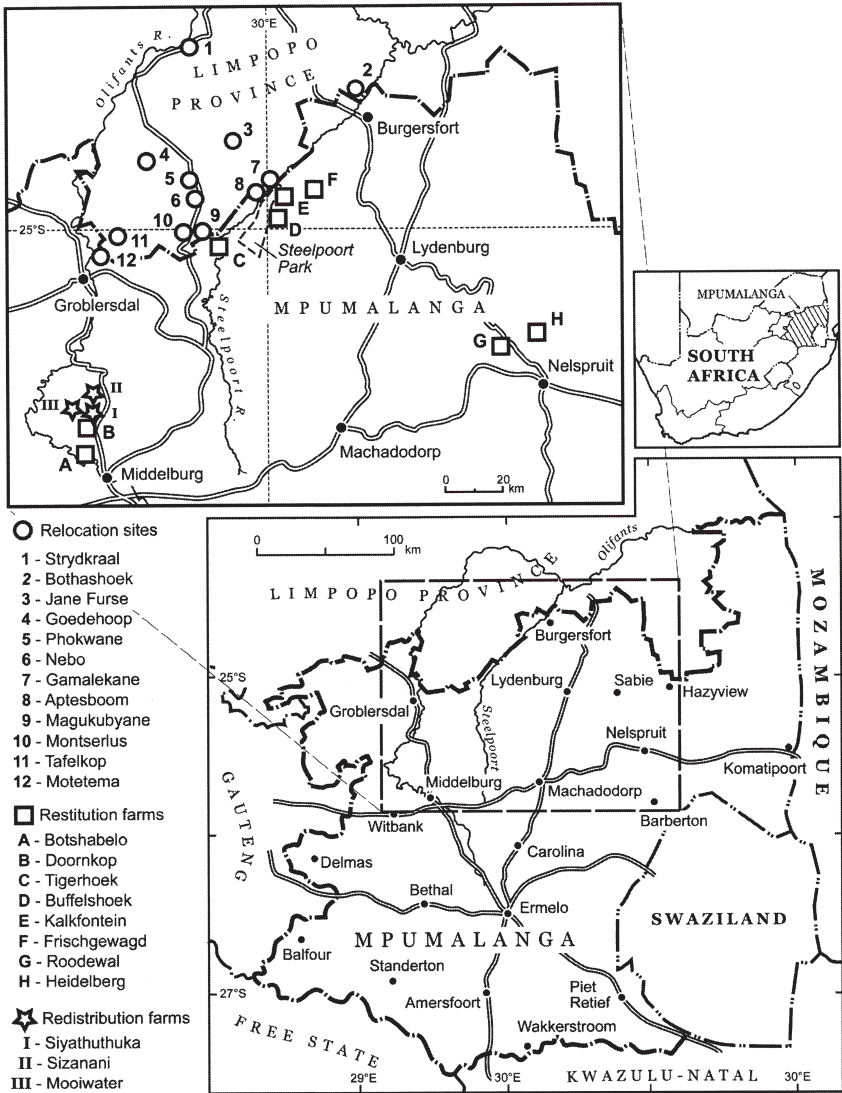 30°E
Olifants R.
LIMPOPO
PROVINCE
1
2
Burgersfort
3
4
5
6
7
8
F
E
D
9
10
11
12
25°S
C
Steelpoort
Park
Lydenburg
Groblersdal
MPUMALANGA
Steelpoort R.
H
G
Nelspruit
II
III
I
B
A
Middelburg
Machadodorp
0 20
km
MPUMALANGA
SOUTH
AFRICA
Relocation sites
1 - Strydkraal
2 - Bothashoek
3 - Jane Furse
4 - Goedehoop
5 - Phokwane
6 - Nebo
7 - Gamalekane
8 - Aptesboom
9 - Magukubyane
10 - Montserlus
11 - Tafelkop
12 - Motetema
Restitution farms
A - Botshabelo
B - Doornkop
C - Tigerhoek
D - Buffelshoek
E - Kalkfontein
F - Frischgewagd
G - Roodewal
H - Heidelberg
Redistribution farms
I - Siyathuthuka
II - Sizanani
III - Mooiwater
0 100
km
Olifants
LIMPOPO PROVINCE
Burgersfort
25°S
Lydenburg
Sabie
Hazyview
Groblersdal
Steelpoort
Nelspruit
Komatipoort
MOZAMBIQUE
Middelburg
Machadodorp
Witbank
Barberton
GAUTENG
Delmas
Carolina
Bethal
Ermelo
SWAZILAND
MPUMALANGA
Balfour
Standerton
27°S
Amersfoort
Piet
Retief
Wakkerstroom
FREE STATE
KWAZULU-NATAL
29°E
30°E
30°E